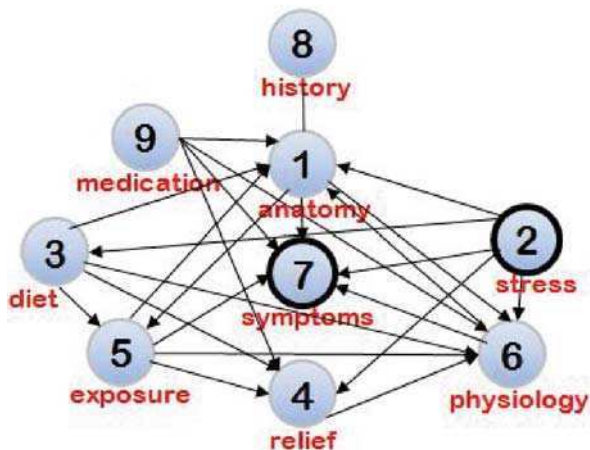 8
history
9
medication
1
anatomy
3
diet
7
symptoms
2
stress
5
exposure
4
relief
6
physiology